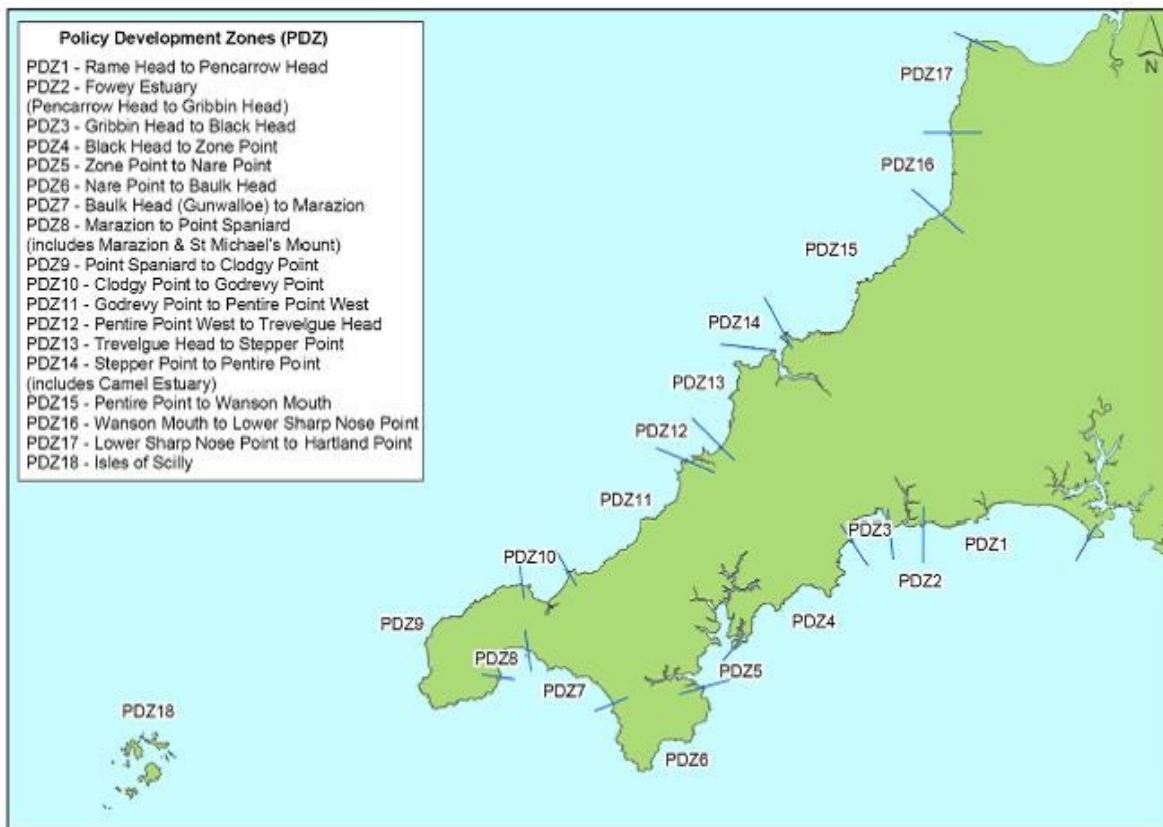 Policy Development Zones (PDZ)
PDZ1 - Rame Head to Pencarrow Head
PDZ2 - Fowey Estuary
(Pencarrow Head to Gribbin Head)
PDZ3 - Gribbin Head to Black Head
PDZ4 - Black Head to Zone Point
PDZ5 - Zone Point to Nare Point
PDZ6 - Nare Point to Baulk Head
PDZ7 - Baulk Head (Gunwalloe) to Marazion
PDZ8 - Marazion to Point Spaniard
(includes Marazion & St Michael's Mount)
PDZ9 - Point Spaniard to Clodgy Point
PDZ10 - Clodgy Point to Godrevy Point
PDZ11 - Godrevy Point to Pentire Point West
PDZ12 - Pentire Point West to Trevelgue Head
PDZ13 - Trevelgue Head to Stepper Point
PDZ14 - Stepper Point to Pentire Point
(includes Camel Estuary)
PDZ15 - Pentire Point to Wanson Mouth
PDZ16 - Wanson Mouth to Lower Sharp Nose Point
PDZ17 - Lower Sharp Nose Point to Hartland Point
PDZ18 - Isles of Scilly
N
PDZ17
PDZ16
PDZ15
PDZ14
PDZ13
PDZ12
PDZ11
PDZ10
PDZ9
PDZ8
PDZ7
PDZ6
PDZ5
PDZ4
PDZ3
PDZ2
PDZ1
PDZ18